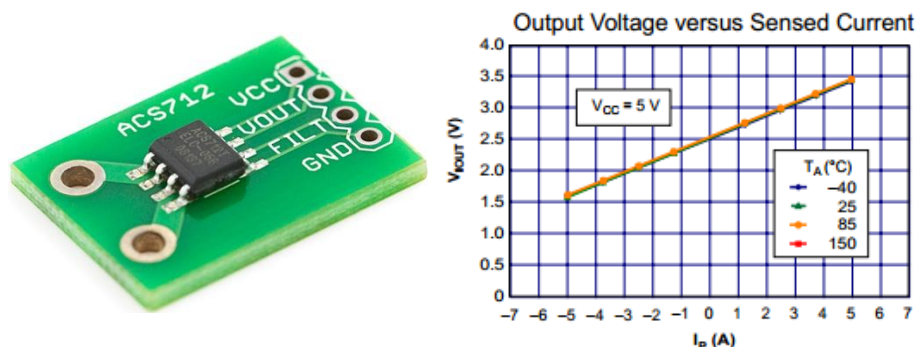 ACS712
VCC
VOUT
FILT
GND
Output Voltage versus Sensed Current
4.0
3.5
3.0
2.5
2.0
1.5
1.0
0.5
0
VIOUT (V)
VCC = 5 V
TA (°C)
–40
25
85
150
–7 –6 –5 –4 –3 –2 –1 0 1 2 3 4 5 6 7
IP (A)